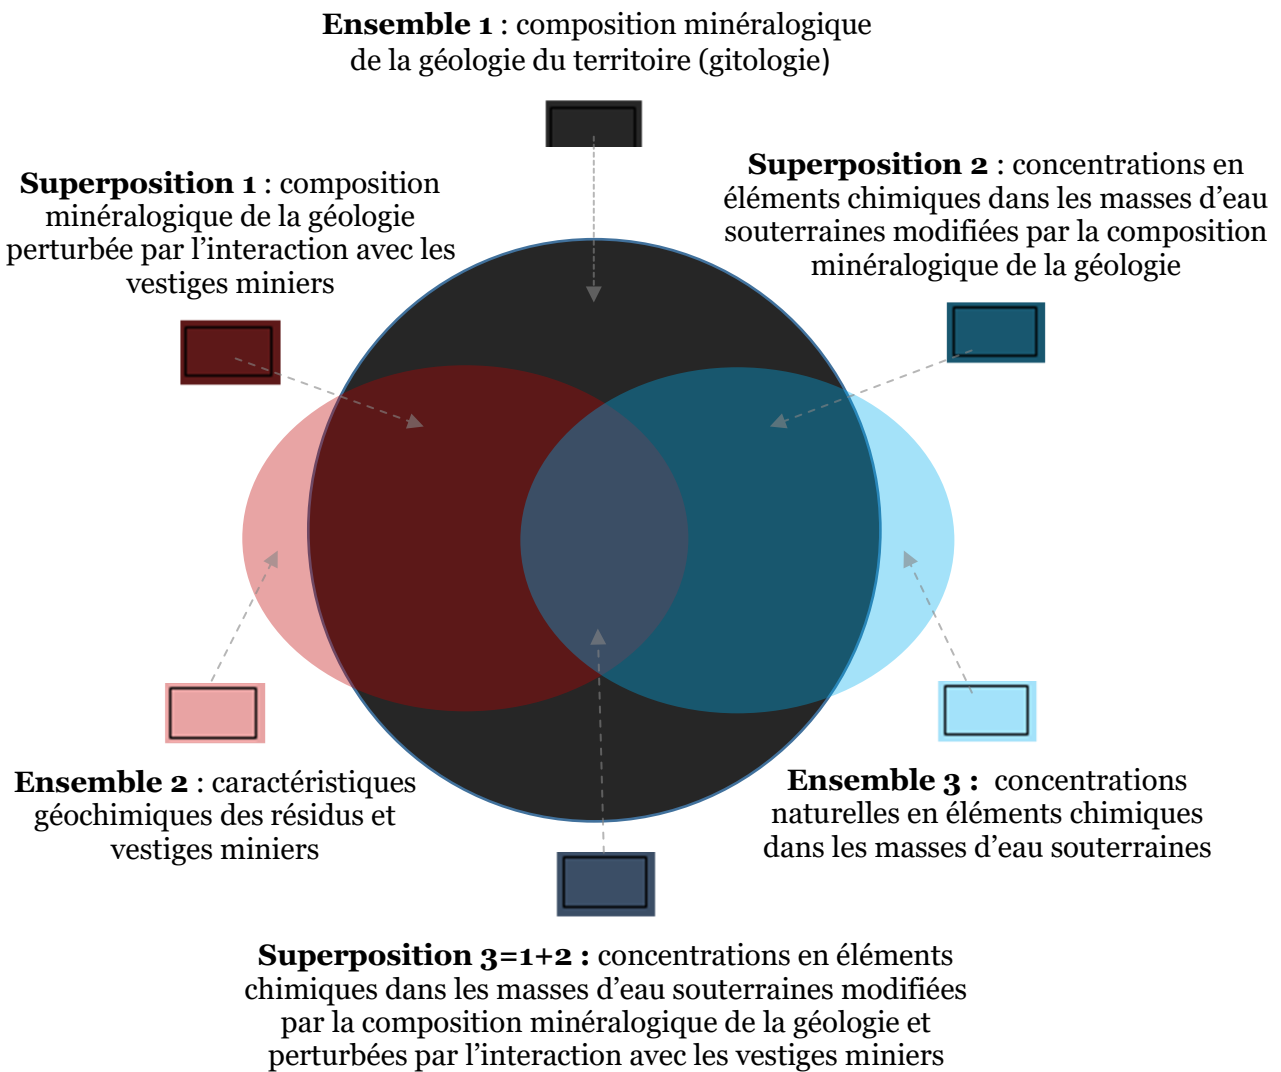 Ensemble 1 : composition minéralogique
de la géologie du territoire (gitologie)
Superposition 1 : composition
minéralogique de la géologie
perturbée par l’interaction avec les
vestiges miniers
Superposition 2 : concentrations en
éléments chimiques dans les masses d’eau
souterraines modifiées par la composition
minéralogique de la géologie
Ensemble 2 : caractéristiques
géochimiques des résidus et
vestiges miniers
Ensemble 3 : concentrations
naturelles en éléments chimiques
dans les masses d’eau souterraines
Superposition 3=1+2 : concentrations en éléments
chimiques dans les masses d’eau souterraines modifiées
par la composition minéralogique de la géologie et
perturbées par l’interaction avec les vestiges miniers